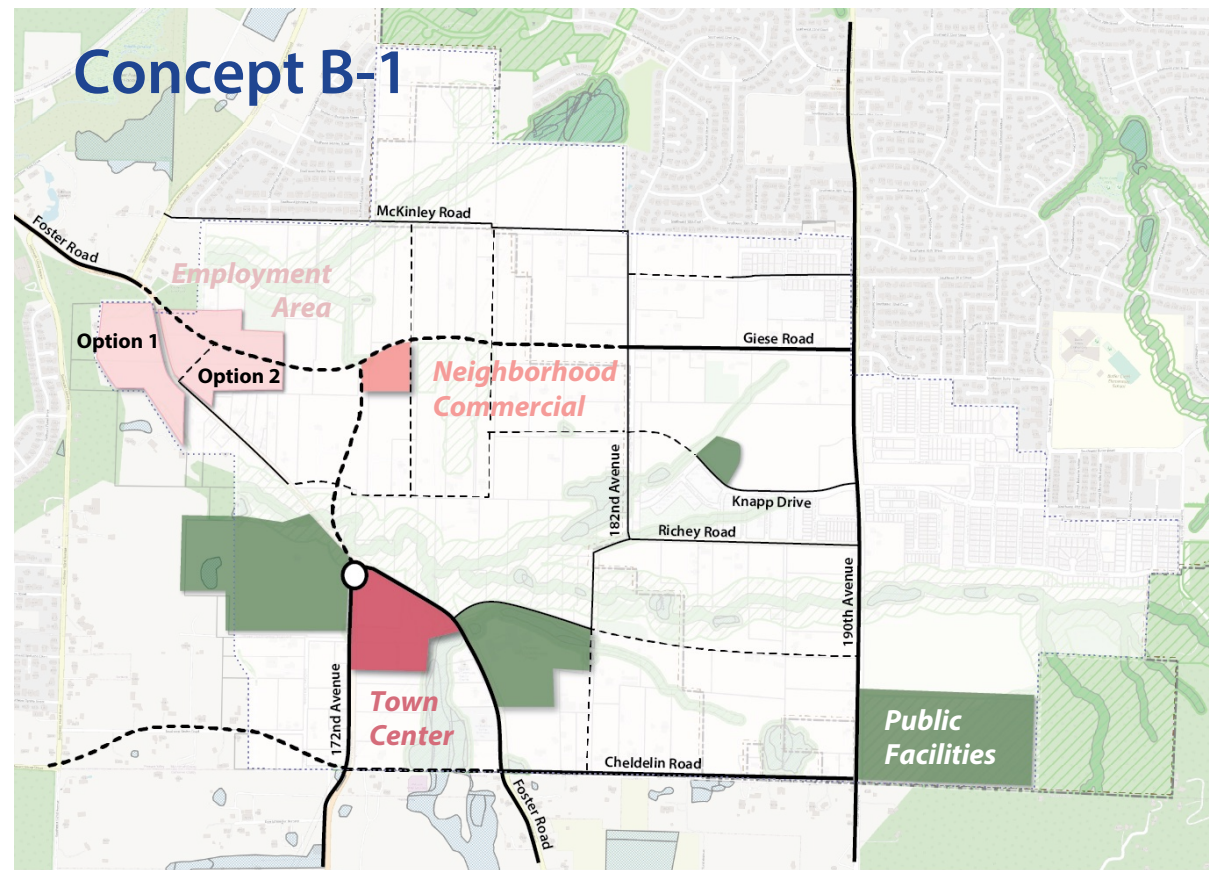 Concept B-1
McKinley Road
Foster Road
Employment
Area
Option 1
Option 2
Giese Road
Neighborhood
Commercial
182nd Avenue
Knapp Drive
Richey Road
190th Avenue
172nd Avenue
Town
Center
Public
Facilities
Cheldelin Road
Foster Road